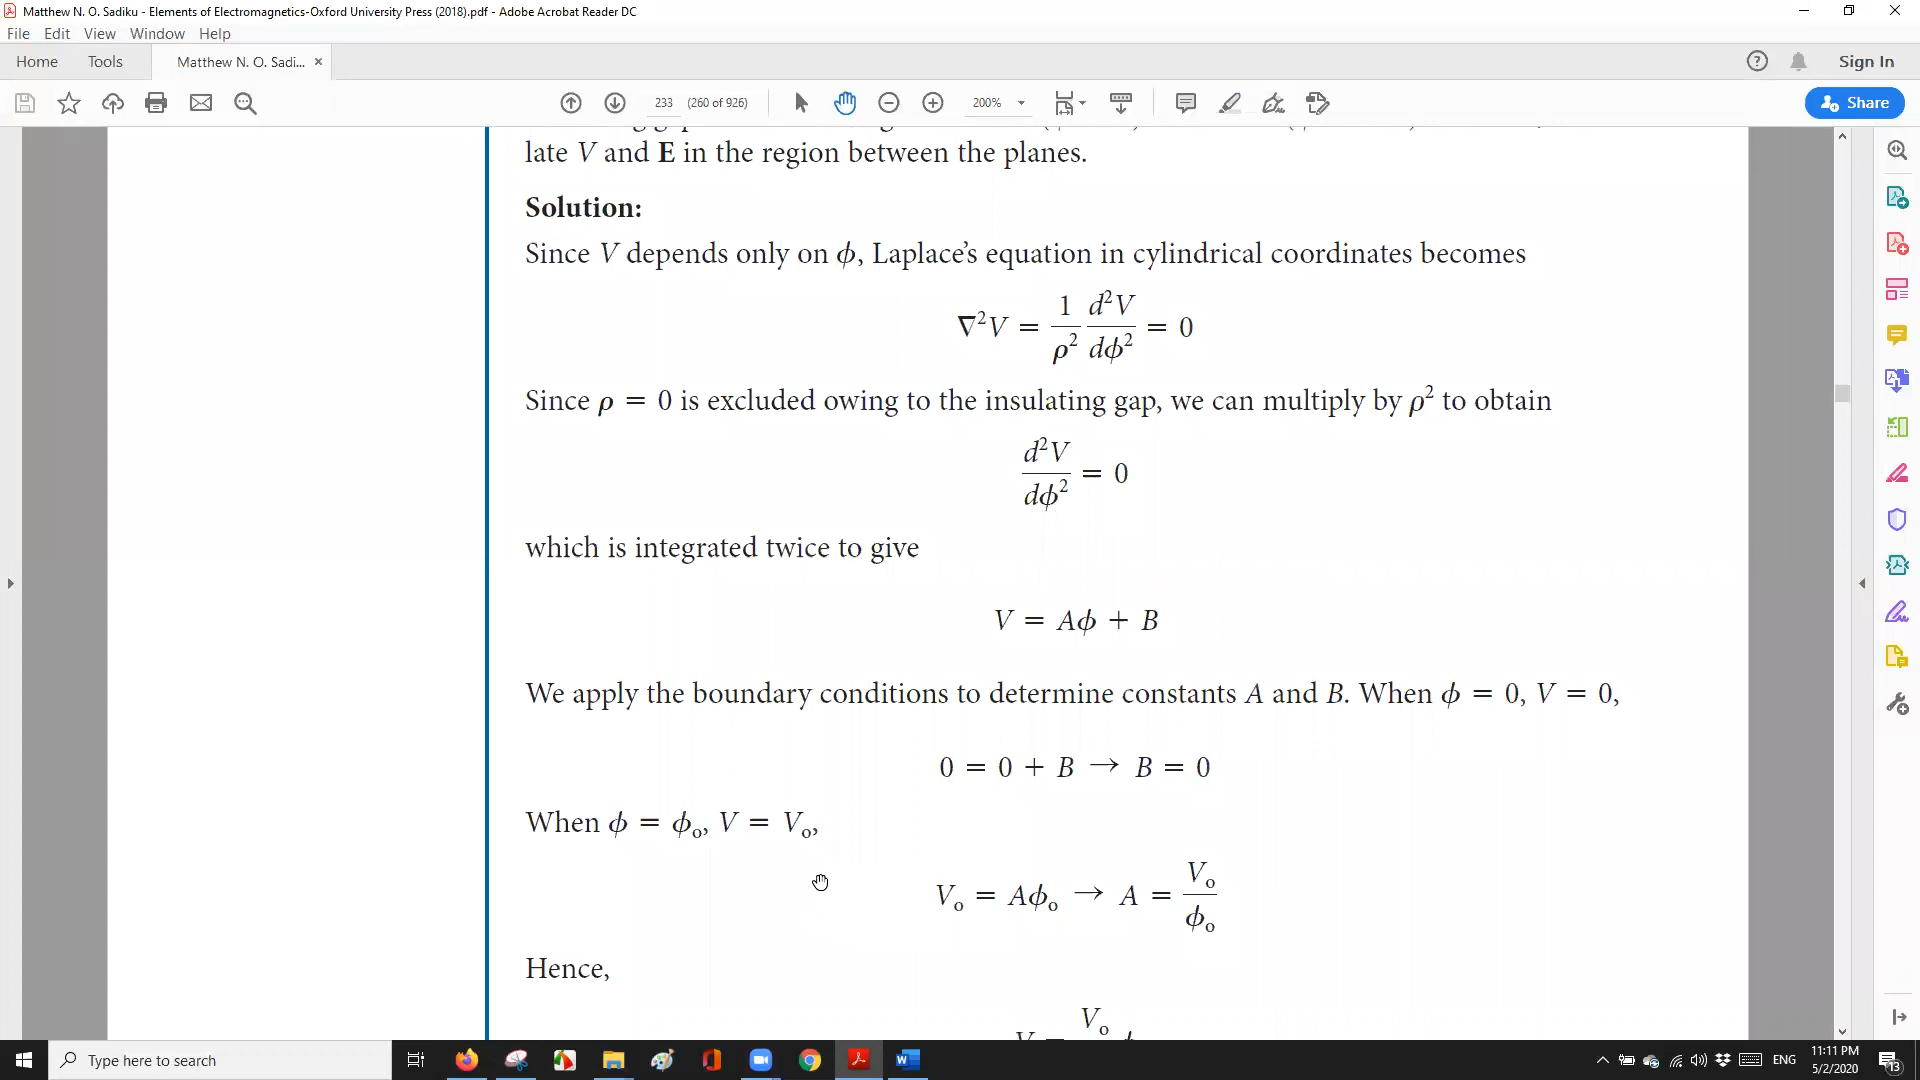 Matthew N. O. Sadiku - Elements of Electromagnetics-Oxford University Press (2018).pdf - Adobe Acrobat Reader DC
File Edit View Window Help
Home Tools Matthew N. O. Sadi... × Sign In
233 (260 of 926) 200% Share
late V and E in the region between the planes.
Solution:
Since V depends only on ϕ, Laplace’s equation in cylindrical coordinates becomes
∇²V = 1/ρ² d²V/dϕ² = 0
Since ρ = 0 is excluded owing to the insulating gap, we can multiply by ρ² to obtain
d²V/dϕ² = 0
which is integrated twice to give
V = Aϕ + B
We apply the boundary conditions to determine constants A and B. When ϕ = 0, V = 0,
0 = 0 + B → B = 0
When ϕ = ϕₒ, V = Vₒ,
Vₒ = Aϕₒ → A = Vₒ/ϕₒ
Hence,
Vₒ
Type here to search
ENG 11:11 PM
5/2/2020 13